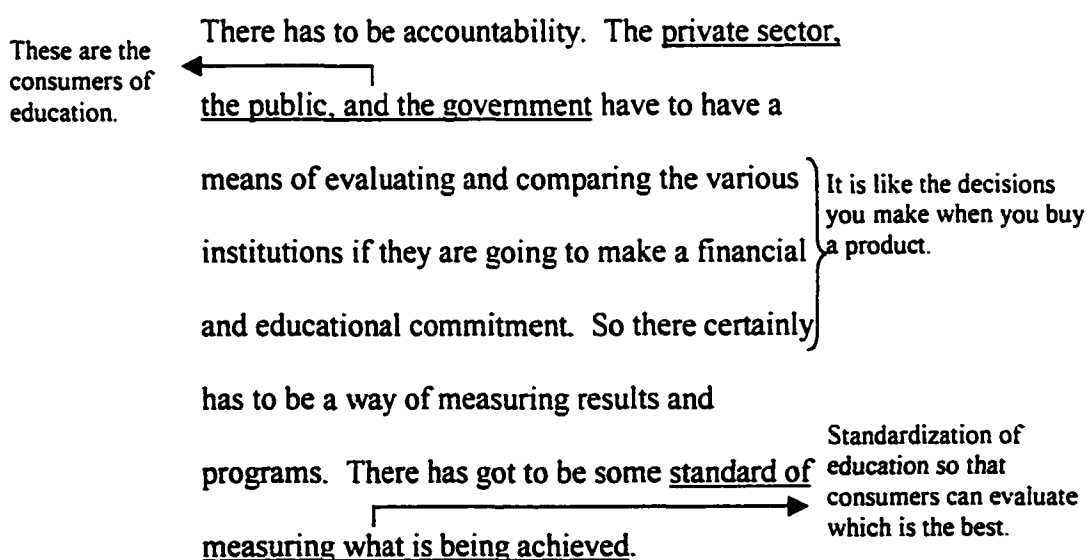 There has to be accountability. The private sector,
These are the
consumers of
education.
the public, and the government have to have a
means of evaluating and comparing the various
institutions if they are going to make a financial
and educational commitment. So there certainly
It is like the decisions
you make when you buy
a product.
has to be a way of measuring results and
programs. There has got to be some standard of
measuring what is being achieved.
Standardization of
education so that
consumers can evaluate
which is the best.